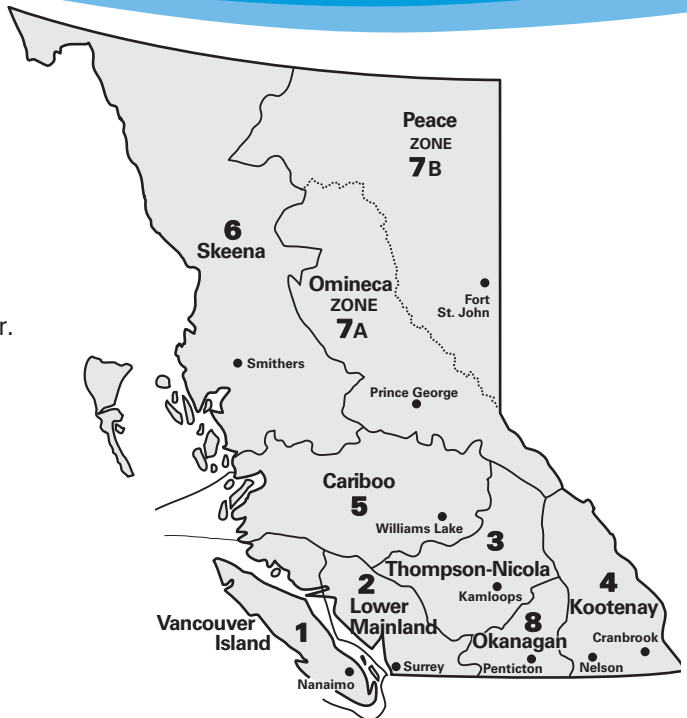 Peace
ZONE
7B
6
Skeena
Omineca
ZONE
7A
Fort
St. John
r.
Smithers
Prince George
Cariboo
5
Williams Lake
3
Thompson-Nicola
Kamloops
2
Lower
Mainland
4
Kootenay
Vancouver
Island
1
8
Okanagan
Cranbrook
Surrey
Penticton
Nelson
Nanaimo